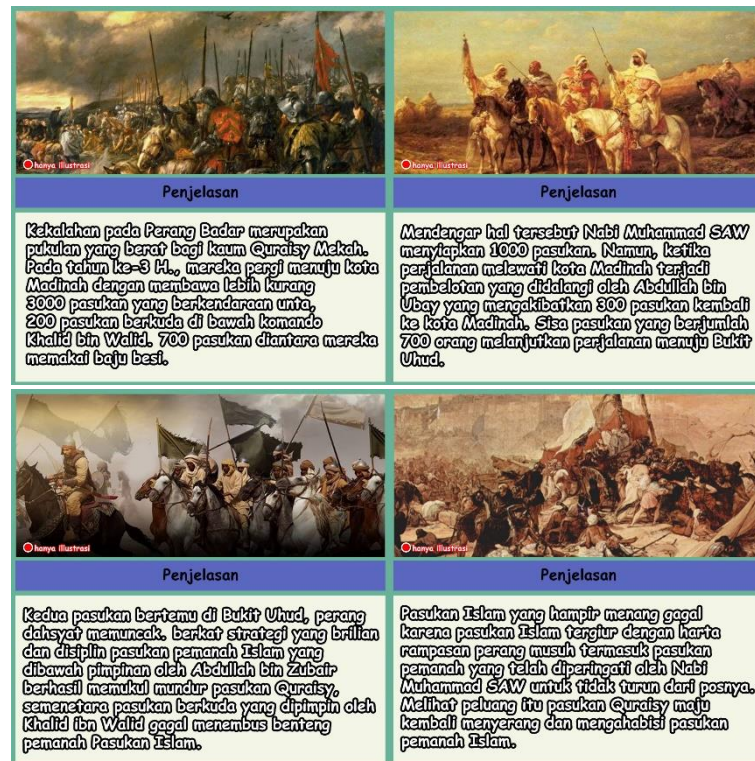 hanya Illustrasi
Penjelasan
Kekalahan pada Perang Badar merupakan
pukulan yang berat bagi kaum Quraisy Mekah.
Pada tahun ke-3 H., mereka pergi menuju kota
Madinah dengan membawa lebih kurang
3000 pasukan yang berkendaraan unta,
200 pasukan berkuda di bawah komando
Khalid bin Walid. 700 pasukan diantara mereka
memakai baju besi.
hanya Illustrasi
Penjelasan
Mendengar hal tersebut Nabi Muhammad SAW
menyiapkan 1000 pasukan. Namun, ketika
perjalanan melewati kota Madinah terjadi
pembelotan yang didalangi oleh Abdullah bin
Ubay yang mengakibatkan 300 pasukan kembali
ke kota Madinah. Sisa pasukan yang berjumlah
700 orang melanjutkan perjalanan menuju Bukit
Uhud.
hanya Illustrasi
Penjelasan
Kedua pasukan bertemu di Bukit Uhud, perang
dahsyat memuncak. berkat strategi yang brilian
dan disiplin pasukan pemanah Islam yang
dibawah pimpinan oleh Abdullah bin Zubair
berhasil memukul mundur pasukan Quraisy,
semenetara pasukan berkuda yang dipimpin oleh
Khalid ibn Walid gagal menembus benteng
pemanah Pasukan Islam.
hanya Illustrasi
Penjelasan
Pasukan Islam yang hampir menang gagal
karena pasukan Islam tergiur dengan harta
rampasan perang musuh termasuk pasukan
pemanah yang telah diperingati oleh Nabi
Muhammad SAW untuk tidak turun dari posnya.
Melihat peluang itu pasukan Quraisy maju
kembali menyerang dan mengahabisi pasukan
pemanah Islam.